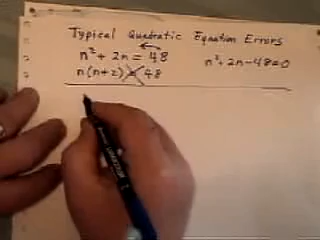 Typical Quadratic Equation Errors
n² + 2n = 48
n² + 2n - 48 = 0
n(n+2) = 48